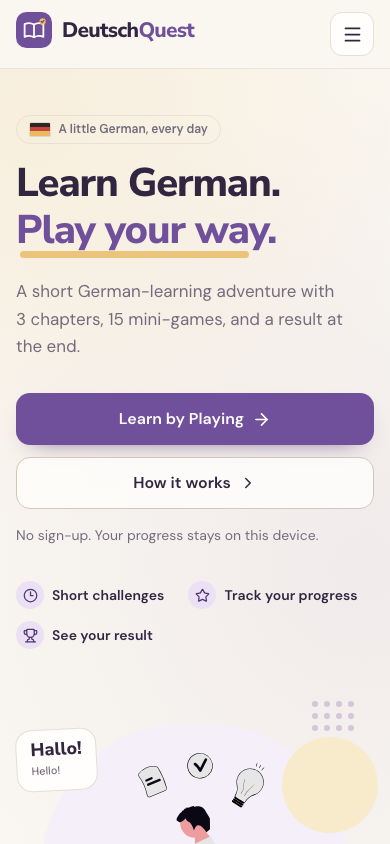 DeutschQuest
A little German, every day
Learn German.
Play your way.
A short German-learning adventure with
3 chapters, 15 mini-games, and a result at
the end.
Learn by Playing
How it works
No sign-up. Your progress stays on this device.
Short challenges
Track your progress
See your result
Hallo!
Hello!